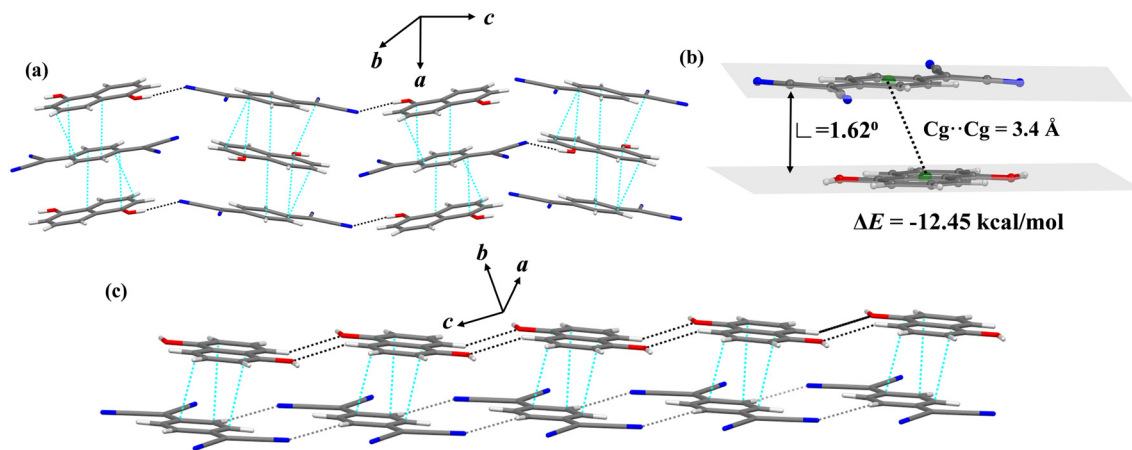 (a)
c
b
a
(b)
∟=1.62⁰
Cg··Cg = 3.4 Å
ΔE = -12.45 kcal/mol
(c)
b
a
c